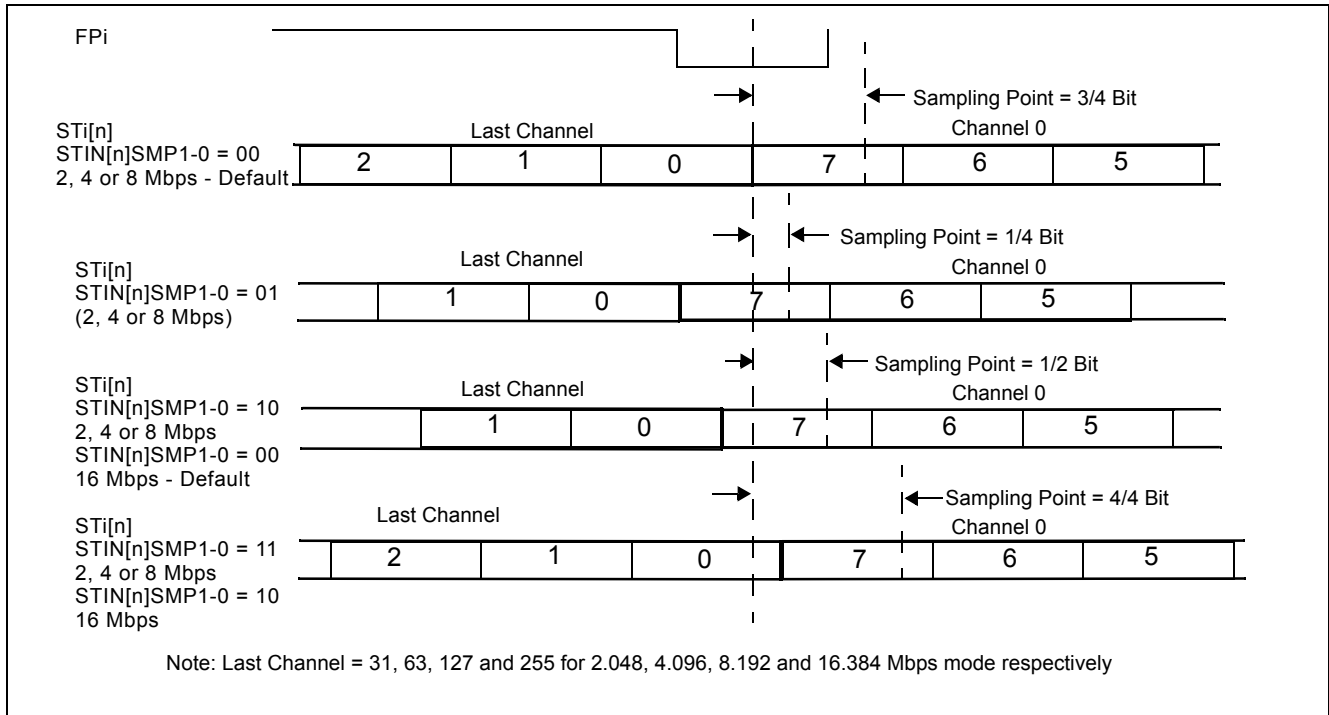 FPi
Sampling Point = 3/4 Bit
STi[n]
STIN[n]SMP1-0 = 00
2, 4 or 8 Mbps - Default
Last Channel
Channel 0
2 1 0 7 6 5
Sampling Point = 1/4 Bit
STi[n]
STIN[n]SMP1-0 = 01
(2, 4 or 8 Mbps)
Last Channel
Channel 0
1 0 7 6 5
Sampling Point = 1/2 Bit
STi[n]
STIN[n]SMP1-0 = 10
2, 4 or 8 Mbps
STIN[n]SMP1-0 = 00
16 Mbps - Default
Last Channel
Channel 0
1 0 7 6 5
Sampling Point = 4/4 Bit
STi[n]
STIN[n]SMP1-0 = 11
2, 4 or 8 Mbps
STIN[n]SMP1-0 = 10
16 Mbps
Last Channel
Channel 0
2 1 0 7 6 5
Note: Last Channel = 31, 63, 127 and 255 for 2.048, 4.096, 8.192 and 16.384 Mbps mode respectively